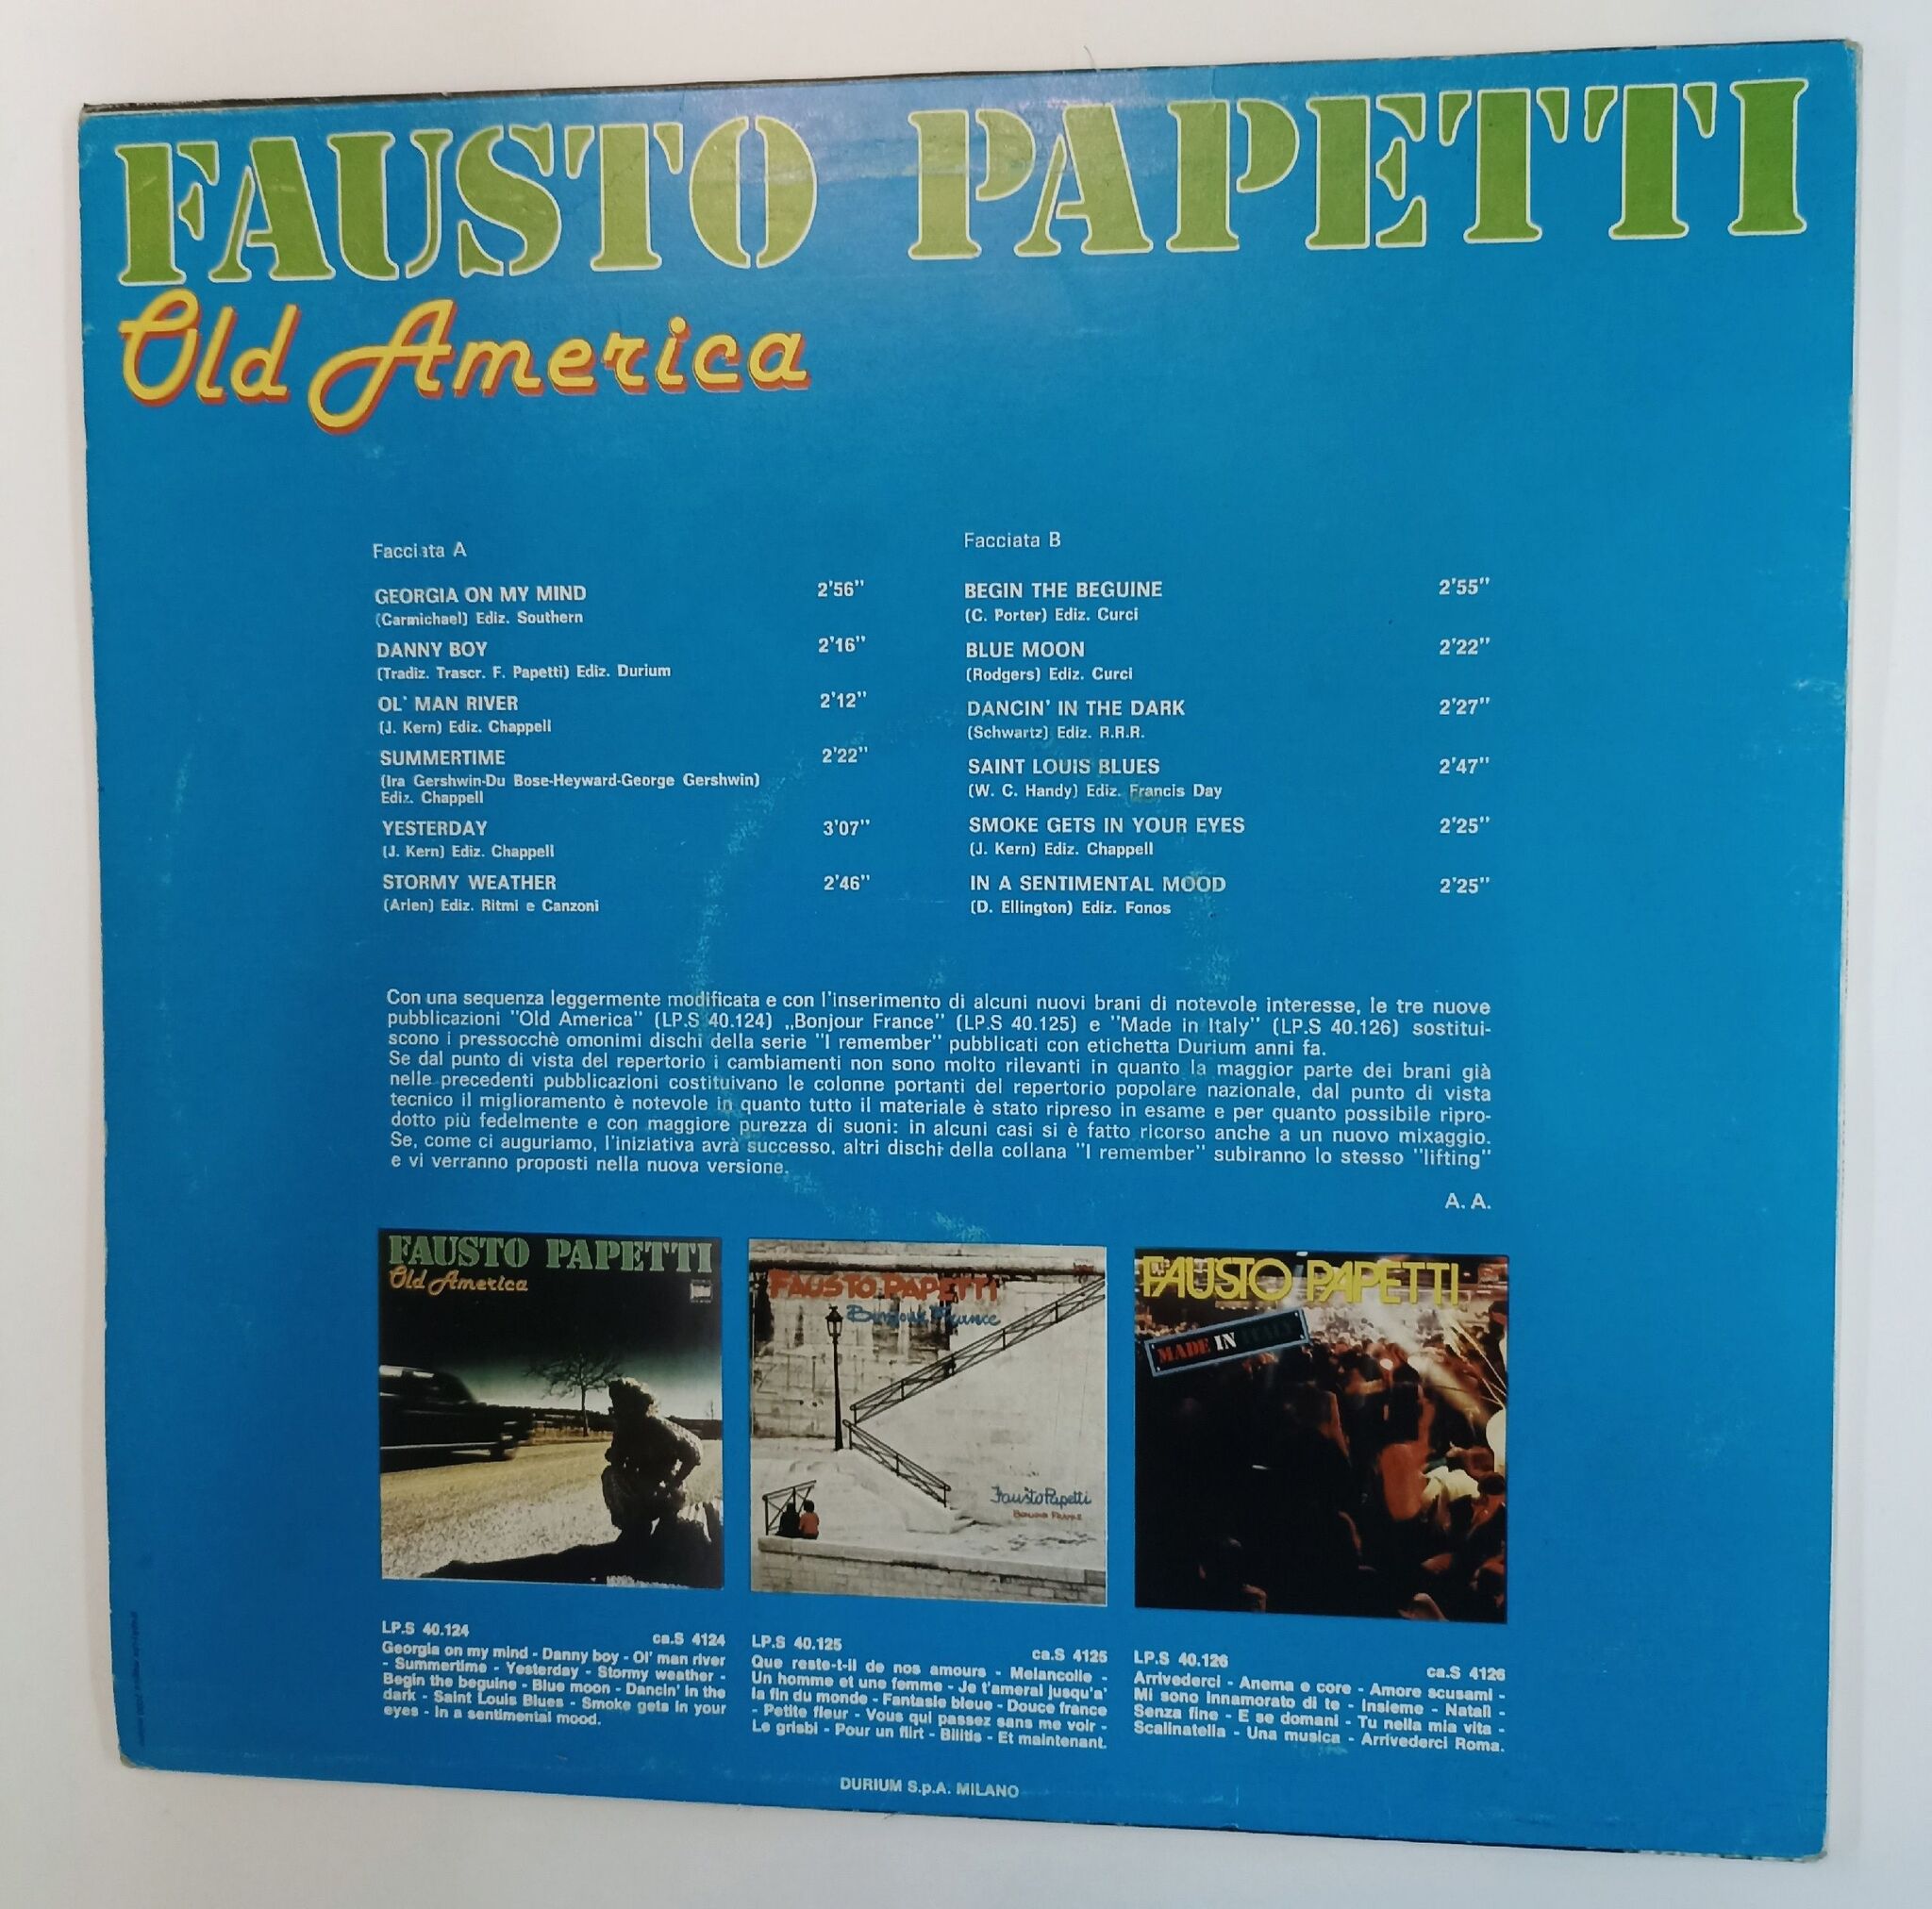 FAUSTO PAPETTI
Old America
Facciata A
GEORGIA ON MY MIND 2'56"
(Carmichael) Ediz. Southern
DANNY BOY 2'16"
(Tradiz. Trascr. F. Papetti) Ediz. Durium
OL' MAN RIVER 2'12"
(J. Kern) Ediz. Chappell
SUMMERTIME 2'22"
(Ira Gershwin-Du Bose-Heyward-George Gershwin)
Ediz. Chappell
YESTERDAY 3'07"
(J. Kern) Ediz. Chappell
STORMY WEATHER 2'46"
(Arlen) Ediz. Ritmi e Canzoni
Facciata B
BEGIN THE BEGUINE 2'55"
(C. Porter) Ediz. Curci
BLUE MOON 2'22"
(Rodgers) Ediz. Curci
DANCIN' IN THE DARK 2'27"
(Schwartz) Ediz. R.R.R.
SAINT LOUIS BLUES 2'47"
(W. C. Handy) Ediz. Francis Day
SMOKE GETS IN YOUR EYES 2'25"
(J. Kern) Ediz. Chappell
IN A SENTIMENTAL MOOD 2'25"
(D. Ellington) Ediz. Fonos
Con una sequenza leggermente modificata e con l'inserimento di alcuni nuovi brani di notevole interesse, le tre nuove
pubblicazioni "Old America" (LP.S 40.124) „Bonjour France" (LP.S 40.125) e "Made in Italy" (LP.S 40.126) sostitui-
scono i pressocchè omonimi dischi della serie "I remember" pubblicati con etichetta Durium anni fa.
Se dal punto di vista del repertorio i cambiamenti non sono molto rilevanti in quanto la maggior parte dei brani già
nelle precedenti pubblicazioni costituivano le colonne portanti del repertorio popolare nazionale, dal punto di vista
tecnico il miglioramento è notevole in quanto tutto il materiale è stato ripreso in esame e per quanto possibile ripro-
dotto più fedelmente e con maggiore purezza di suoni: in alcuni casi si è fatto ricorso anche a un nuovo mixaggio.
Se, come ci auguriamo, l'iniziativa avrà successo, altri dischi della collana "I remember" subiranno lo stesso "lifting"
e vi verranno proposti nella nuova versione.
A. A.
FAUSTO PAPETTI
Old America
FAUSTO PAPETTI
Bonjour France
Fausto Papetti
BONJOUR FRANCE
FAUSTO PAPETTI
MADE IN ITALY
LP.S 40.124 ca.S 4124
Georgia on my mind - Danny boy - Ol' man river
- Summertime - Yesterday - Stormy weather -
Begin the beguine - Blue moon - Dancin' in the
dark - Saint Louis Blues - Smoke gets in your
eyes - In a sentimental mood.
LP.S 40.125 ca.S 4125
Que reste-t-il de nos amours - Melancolie -
Un homme et une femme - Je t'amerai jusqu'a'
la fin du monde - Fantasie bleue - Douce france
- Petite fleur - Vous qui passez sans me voir -
Le grisbi - Pour un flirt - Bilitis - Et maintenant.
LP.S 40.126 ca.S 4126
Arrivederci - Anema e core - Amore scusami -
Mi sono innamorato di te - Insieme - Natalì -
Senza fine - E se domani - Tu nella mia vita -
Scalinatella - Una musica - Arrivederci Roma.
DURIUM S.p.A. MILANO